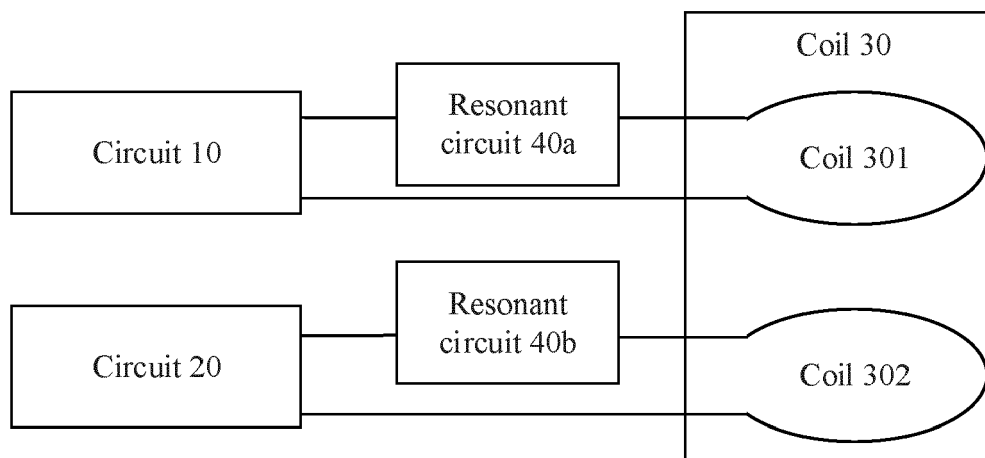 Coil 30
Resonant
circuit 40a
Circuit 10
Coil 301
Resonant
circuit 40b
Circuit 20
Coil 302